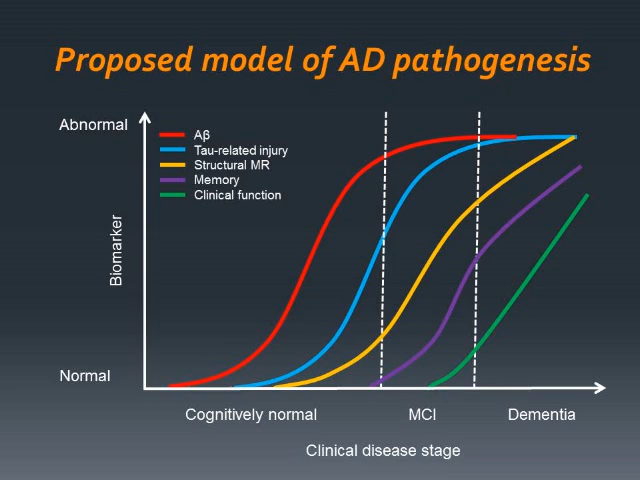 Proposed model of AD pathogenesis
Abnormal
Aβ
Tau-related injury
Structural MR
Memory
Clinical function
Biomarker
Normal
Cognitively normal
MCI
Dementia
Clinical disease stage